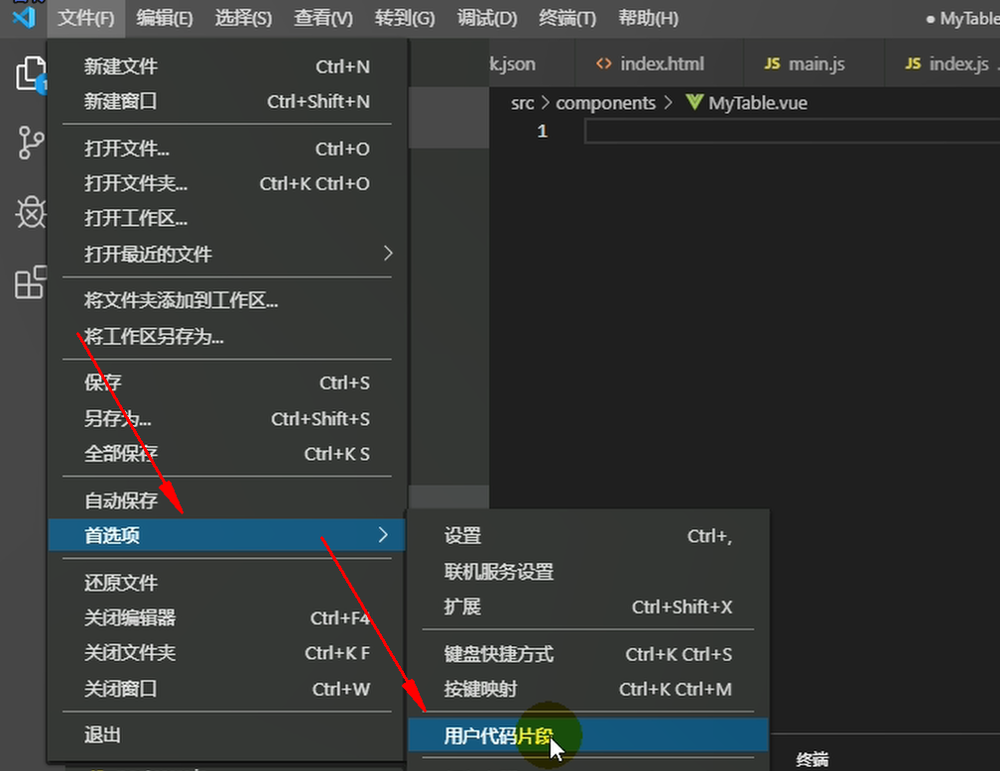 文件(F) 编辑(E) 选择(S) 查看(V) 转到(G) 调试(D) 终端(T) 帮助(H) ● MyTable
新建文件 Ctrl+N
新建窗口 Ctrl+Shift+N
打开文件... Ctrl+O
打开文件夹... Ctrl+K Ctrl+O
打开工作区...
打开最近的文件
将文件夹添加到工作区...
将工作区另存为...
保存 Ctrl+S
另存为... Ctrl+Shift+S
全部保存 Ctrl+K S
自动保存
首选项
还原文件
关闭编辑器 Ctrl+F4
关闭文件夹 Ctrl+K F
关闭窗口 Ctrl+W
退出
k.json <> index.html JS main.js JS index.js
src > components > MyTable.vue
1
设置 Ctrl+,
联机服务设置
扩展 Ctrl+Shift+X
键盘快捷方式 Ctrl+K Ctrl+S
按键映射 Ctrl+K Ctrl+M
用户代码片段
终端